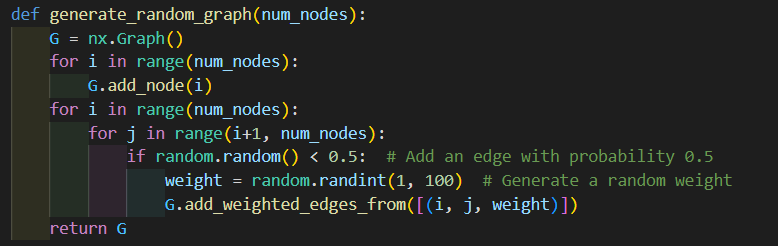 def generate_random_graph(num_nodes):
    G = nx.Graph()
    for i in range(num_nodes):
        G.add_node(i)
    for i in range(num_nodes):
        for j in range(i+1, num_nodes):
            if random.random() < 0.5:  # Add an edge with probability 0.5
                weight = random.randint(1, 100)  # Generate a random weight
                G.add_weighted_edges_from([(i, j, weight)])
    return G